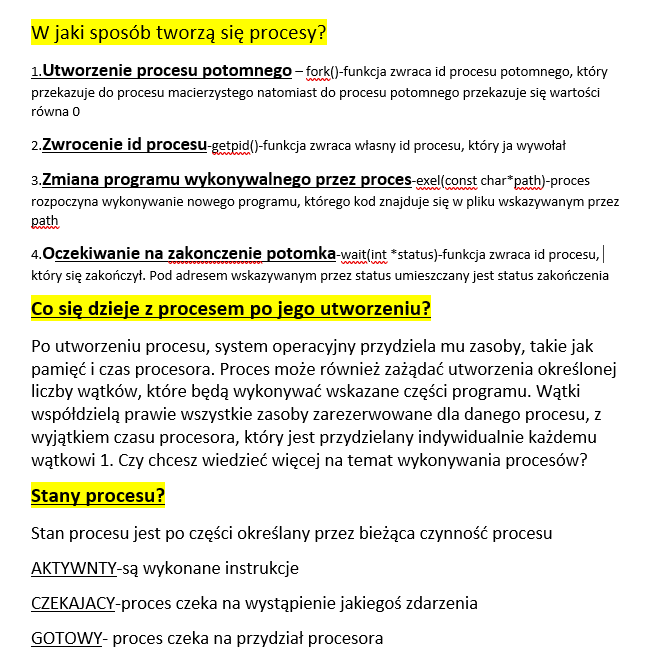 W jaki sposób tworzą się procesy?
1.Utworzenie procesu potomnego – fork()-funkcja zwraca id procesu potomnego, który
przekazuje do procesu macierzystego natomiast do procesu potomnego przekazuje się wartości
równa 0
2.Zwrocenie id procesu-getpid()-funkcja zwraca własny id procesu, który ja wywołał
3.Zmiana programu wykonywalnego przez proces-exel(const char*path)-proces
rozpoczyna wykonywanie nowego programu, którego kod znajduje się w pliku wskazywanym przez
path
4.Oczekiwanie na zakonczenie potomka-wait(int *status)-funkcja zwraca id procesu,
który się zakończył. Pod adresem wskazywanym przez status umieszczany jest status zakończenia
Co się dzieje z procesem po jego utworzeniu?
Po utworzeniu procesu, system operacyjny przydziela mu zasoby, takie jak
pamięć i czas procesora. Proces może również zażądać utworzenia określonej
liczby wątków, które będą wykonywać wskazane części programu. Wątki
współdzielą prawie wszystkie zasoby zarezerwowane dla danego procesu, z
wyjątkiem czasu procesora, który jest przydzielany indywidualnie każdemu
wątkowi 1. Czy chcesz wiedzieć więcej na temat wykonywania procesów?
Stany procesu?
Stan procesu jest po części określany przez bieżąca czynność procesu
AKTYWNTY-są wykonane instrukcje
CZEKAJACY-proces czeka na wystąpienie jakiegoś zdarzenia
GOTOWY- proces czeka na przydział procesora